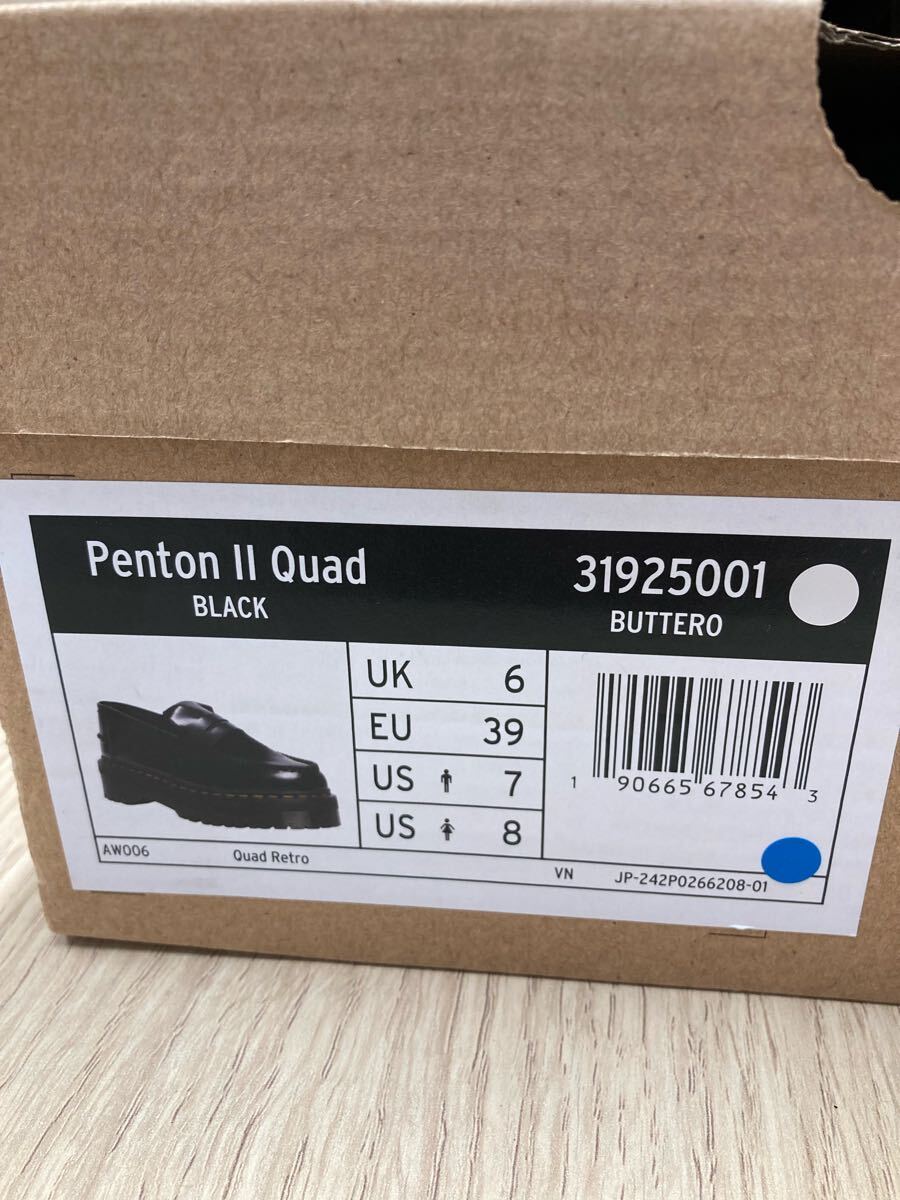 Penton II Quad
BLACK
31925001
BUTTERO
UK 6
EU 39
US 7
US 8
1 90665 67854 3
AW006 Quad Retro
VN JP-242P0266208-01